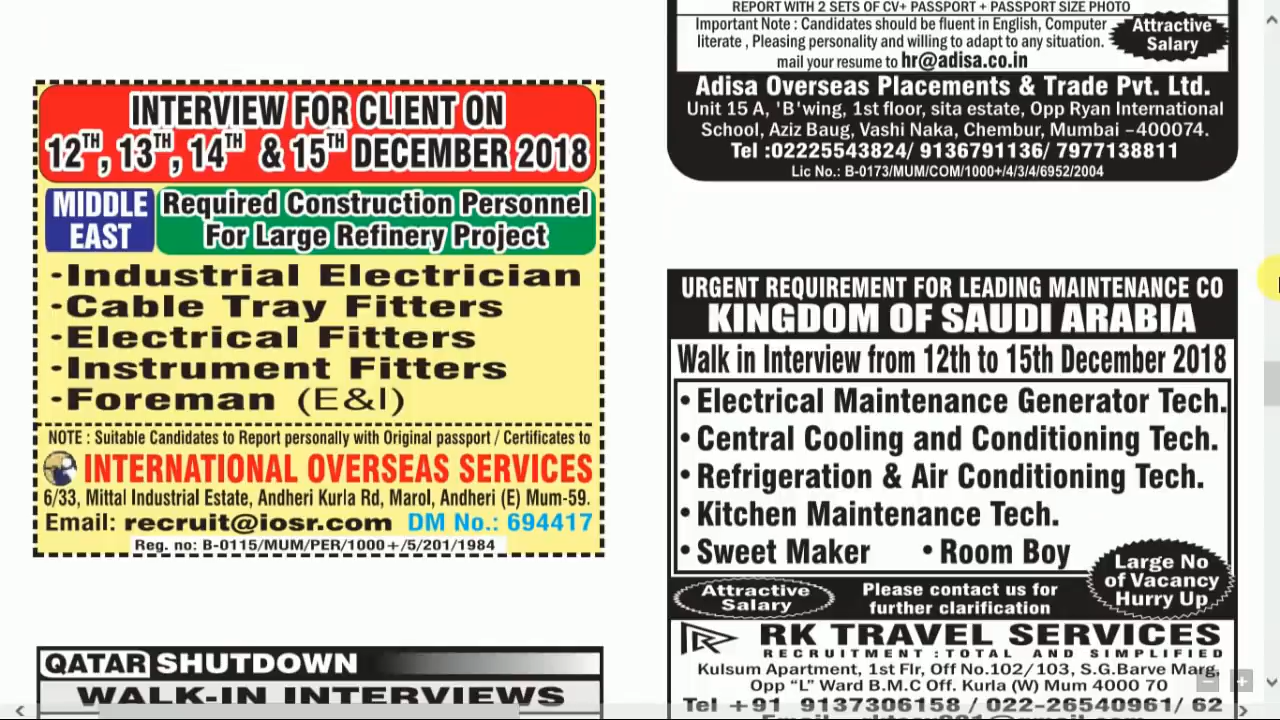 INTERVIEW FOR CLIENT ON
12TH, 13TH, 14TH & 15TH DECEMBER 2018
MIDDLE EAST
Required Construction Personnel
For Large Refinery Project
•Industrial Electrician
•Cable Tray Fitters
•Electrical Fitters
•Instrument Fitters
•Foreman (E&I)
NOTE : Suitable Candidates to Report personally with Original passport / Certificates to
INTERNATIONAL OVERSEAS SERVICES
6/33, Mittal Industrial Estate, Andheri Kurla Rd, Marol, Andheri (E) Mum-59.
Email: recruit@iosr.com DM No.: 694417
Reg. no: B-0115/MUM/PER/1000+/5/201/1984
QATAR SHUTDOWN
WALK-IN INTERVIEWS
REPORT WITH 2 SETS OF CV+ PASSPORT + PASSPORT SIZE PHOTO
Important Note : Candidates should be fluent in English, Computer
literate , Pleasing personality and willing to adapt to any situation.
mail your resume to hr@adisa.co.in
Attractive
Salary
Adisa Overseas Placements & Trade Pvt. Ltd.
Unit 15 A, 'B'wing, 1st floor, sita estate, Opp Ryan International
School, Aziz Bang, Vashi Naka, Chembur, Mumbai –400074.
Tel :02225543824/ 9136791136/ 7977138811
Lic No.: B-0173/MUM/COM/1000+/4/3/4/6952/2004
URGENT REQUIREMENT FOR LEADING MAINTENANCE CO
KINGDOM OF SAUDI ARABIA
Walk in Interview from 12th to 15th December 2018
• Electrical Maintenance Generator Tech.
• Central Cooling and Conditioning Tech.
• Refrigeration & Air Conditioning Tech.
• Kitchen Maintenance Tech.
• Sweet Maker • Room Boy
Large No
of Vacancy
Hurry Up
Attractive
Salary
Please contact us for
further clarification
RK TRAVEL SERVICES
RECRUITMENT: TOTAL AND SIMPLIFIED
Kulsum Apartment, 1st Flr, Off No.102/103, S.G.Barve Marg,
Opp “L” Ward B.M.C Off. Kurla (W) Mum 4000 70
Tel +91 9137306158 / 022-26540961/ 62